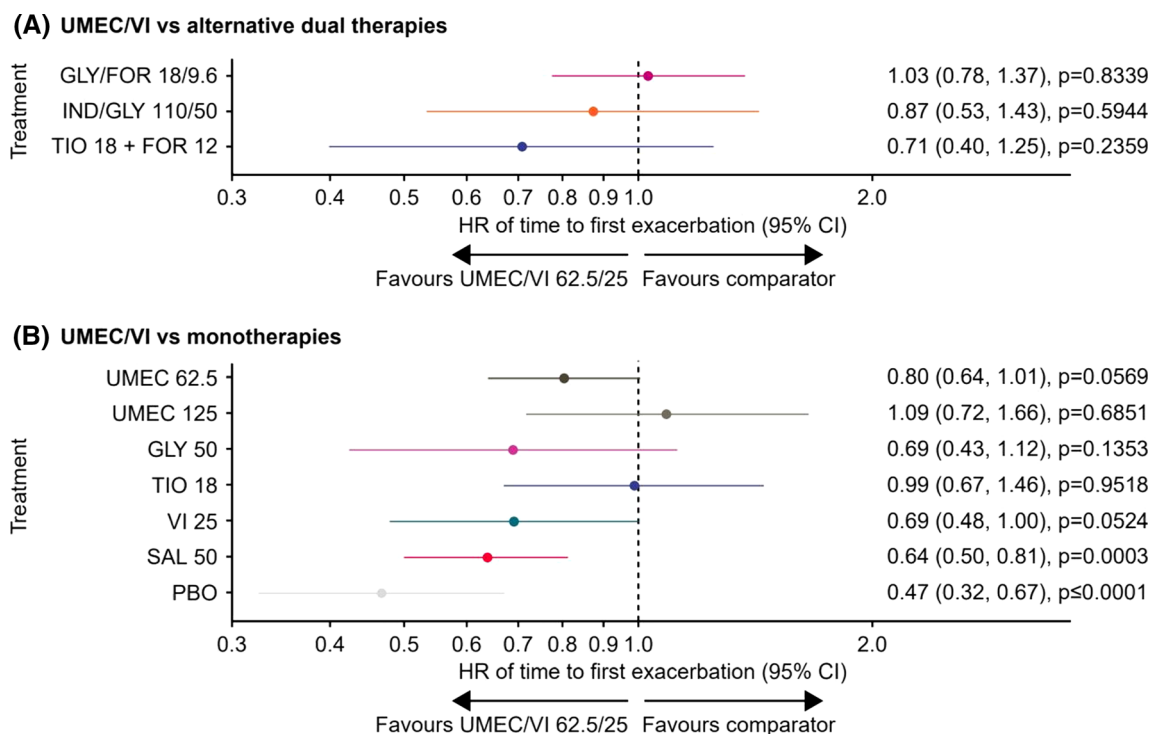 (A) UMEC/VI vs alternative dual therapies
Treatment
GLY/FOR 18/9.6 1.03 (0.78, 1.37), p=0.8339
IND/GLY 110/50 0.87 (0.53, 1.43), p=0.5944
TIO 18 + FOR 12 0.71 (0.40, 1.25), p=0.2359
0.3 0.4 0.5 0.6 0.7 0.8 0.9 1.0 2.0
HR of time to first exacerbation (95% CI)
Favours UMEC/VI 62.5/25 Favours comparator
(B) UMEC/VI vs monotherapies
Treatment
UMEC 62.5 0.80 (0.64, 1.01), p=0.0569
UMEC 125 1.09 (0.72, 1.66), p=0.6851
GLY 50 0.69 (0.43, 1.12), p=0.1353
TIO 18 0.99 (0.67, 1.46), p=0.9518
VI 25 0.69 (0.48, 1.00), p=0.0524
SAL 50 0.64 (0.50, 0.81), p=0.0003
PBO 0.47 (0.32, 0.67), p≤0.0001
0.3 0.4 0.5 0.6 0.7 0.8 0.9 1.0 2.0
HR of time to first exacerbation (95% CI)
Favours UMEC/VI 62.5/25 Favours comparator